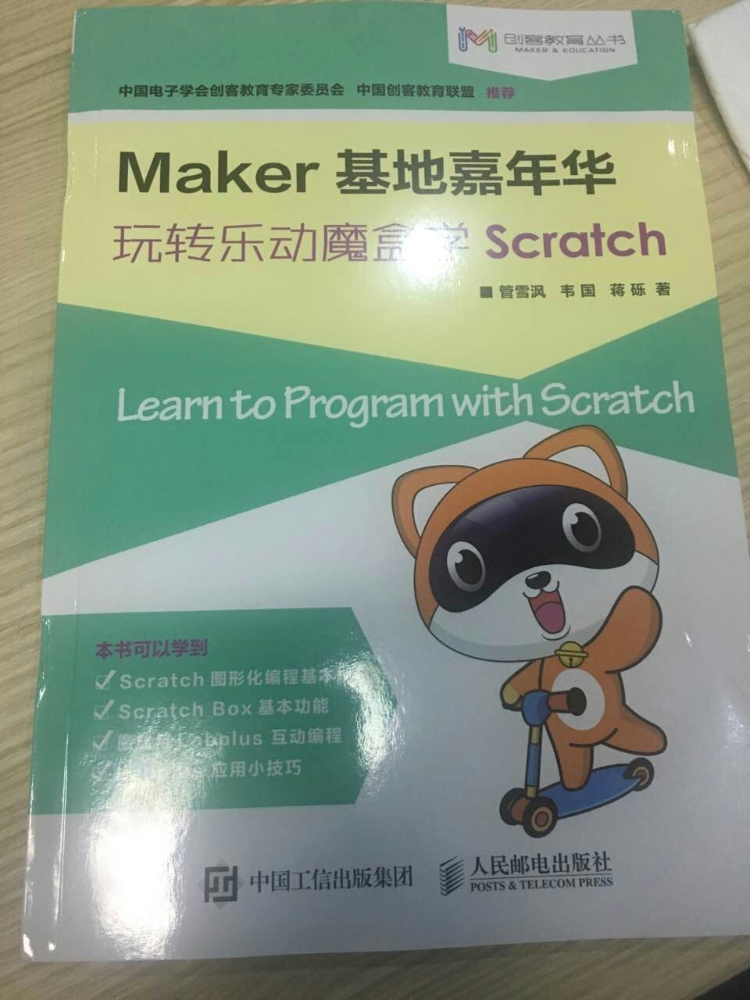 创客教育丛书
MAKER & EDUCATION
中国电子学会创客教育专家委员会 中国创客教育联盟 推荐
Maker 基地嘉年华
玩转乐动魔盒学 Scratch
■ 管雪沨 韦国 蒋砾 著
Learn to Program with Scratch
本书可以学到
Scratch 图形化编程基本
Scratch Box 基本功能
互动编程
应用小技巧
中国工信出版集团
人民邮电出版社
POSTS & TELECOM PRESS